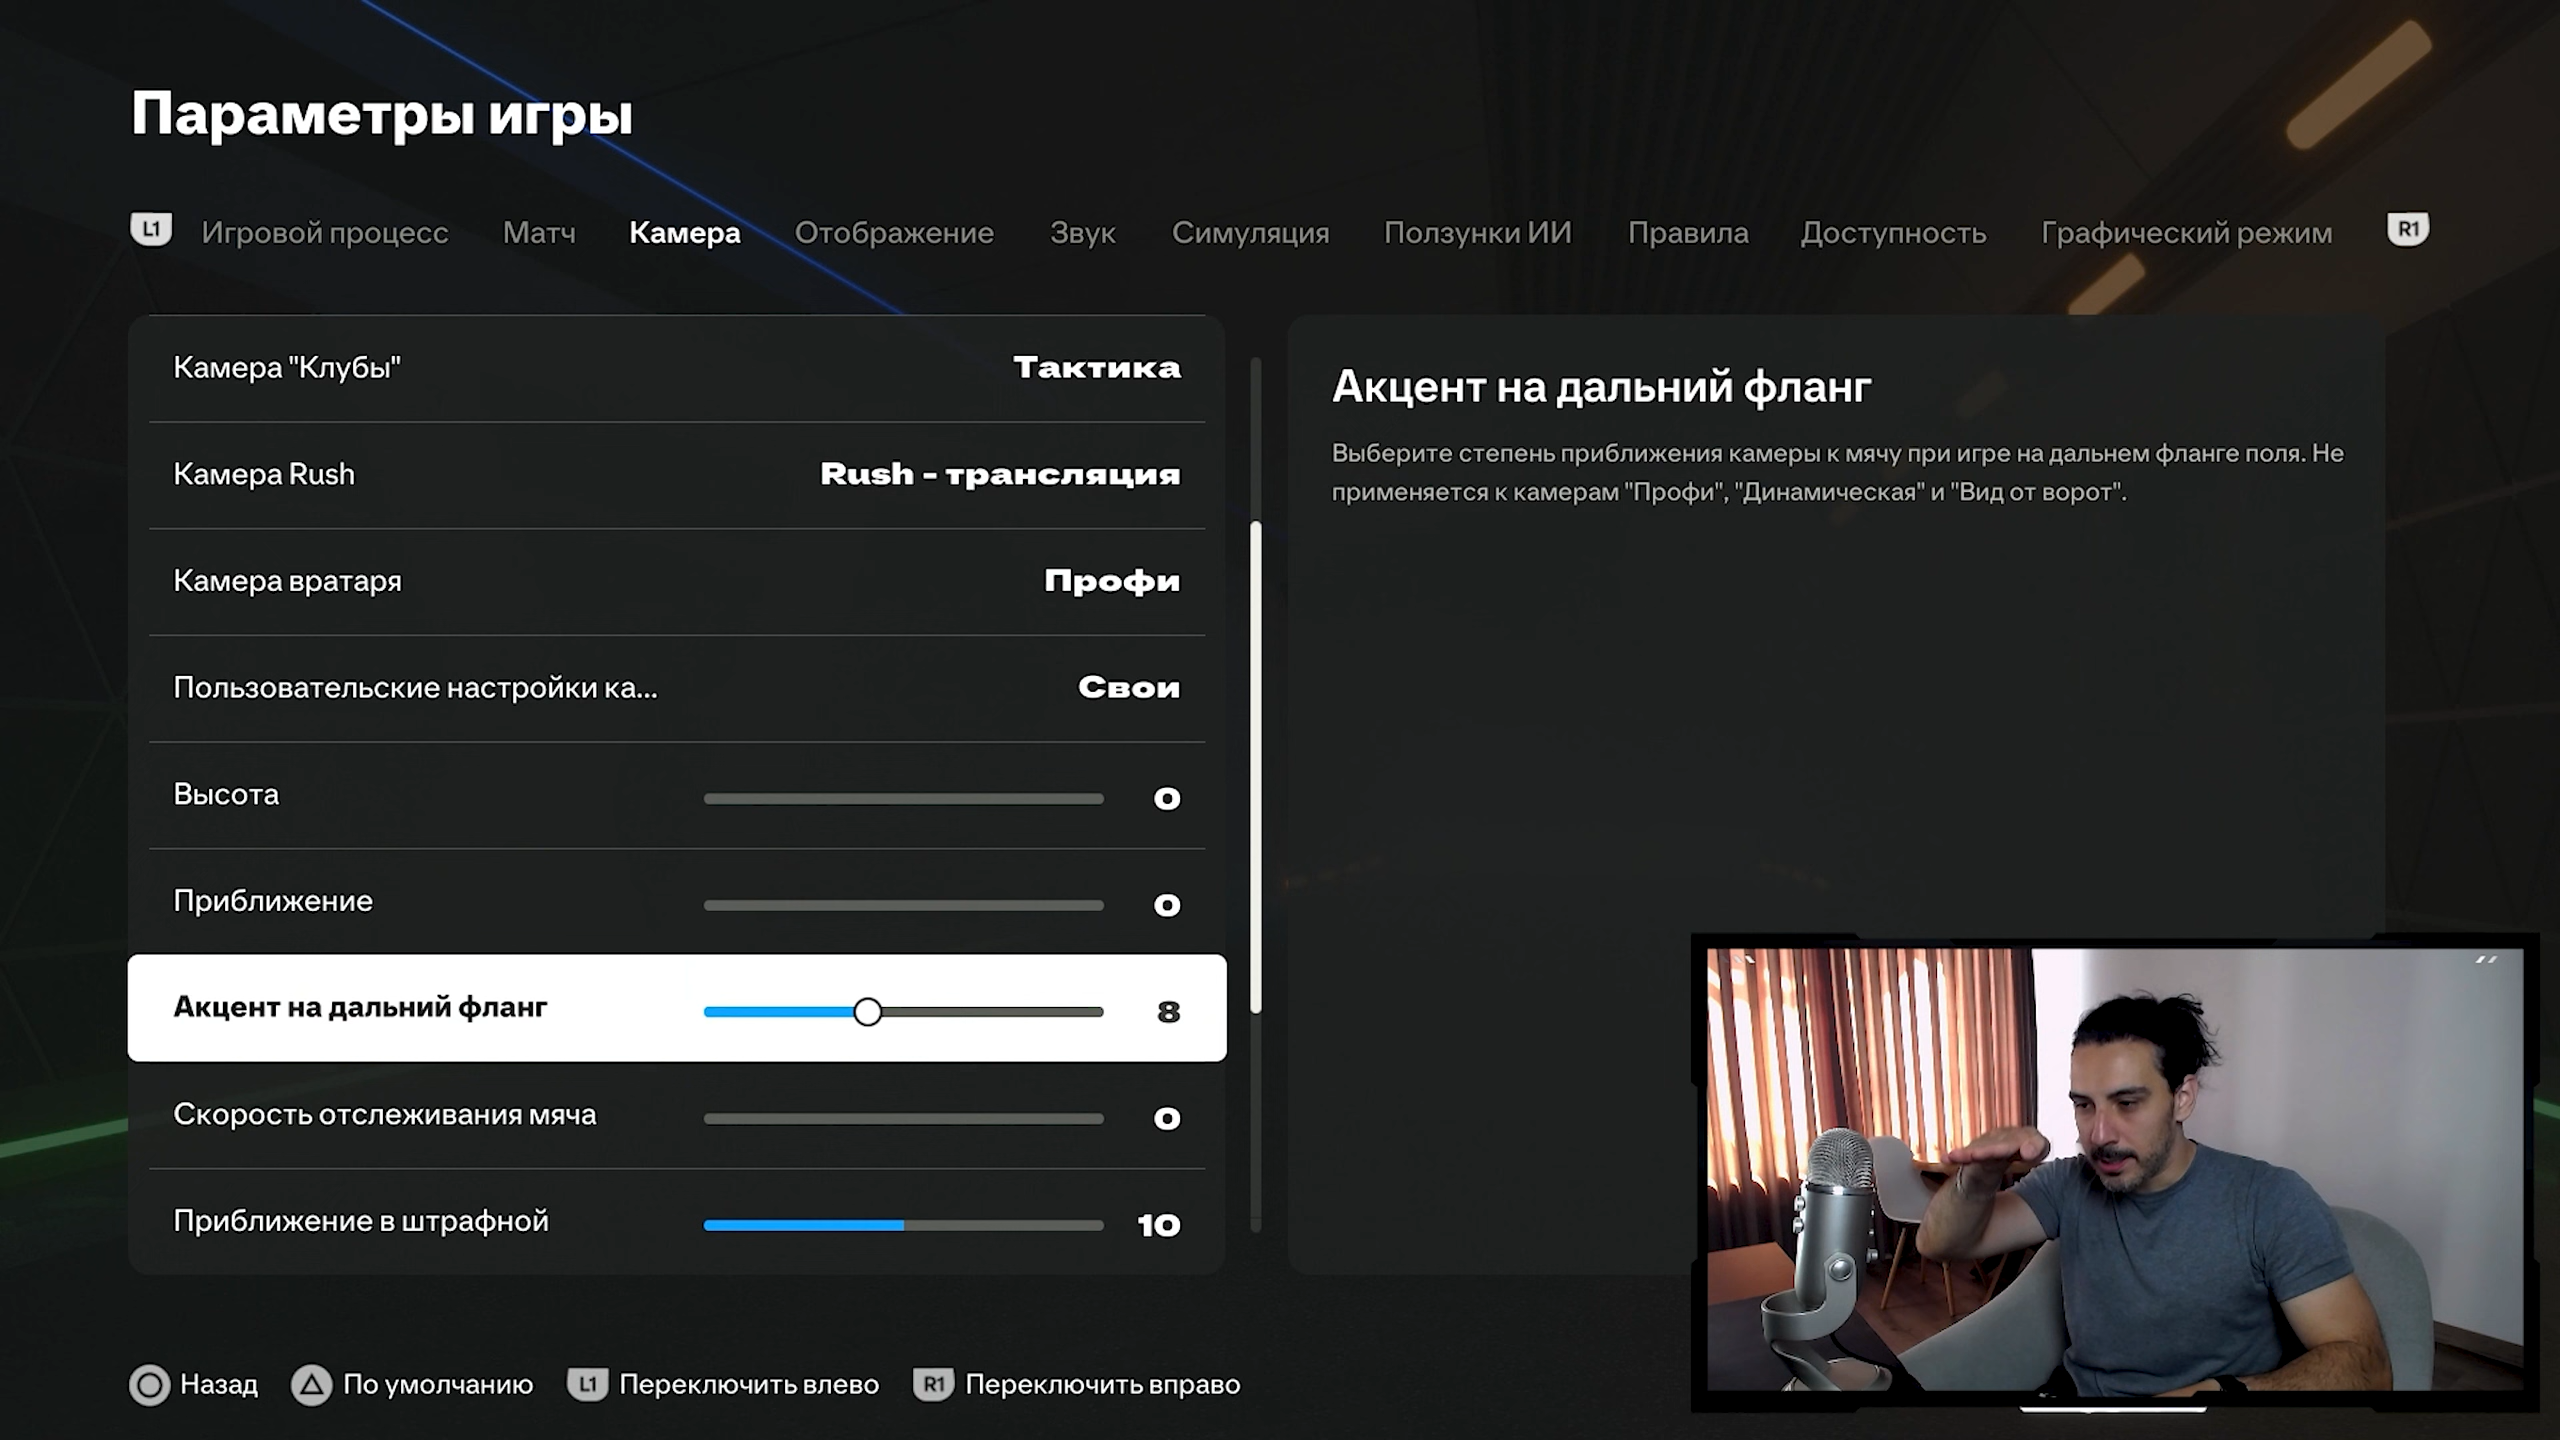 Параметры игры
L1 Игровой процесс Матч Камера Отображение Звук Симуляция Ползунки ИИ Правила Доступность Графический режим R1
Камера "Клубы" Тактика
Камера Rush Rush - трансляция
Камера вратаря Профи
Пользовательские настройки ка... Свои
Высота 0
Приближение 0
Акцент на дальний фланг 8
Скорость отслеживания мяча 0
Приближение в штрафной 10
Акцент на дальний фланг
Выберите степень приближения камеры к мячу при игре на дальнем фланге поля. Не
применяется к камерам "Профи", "Динамическая" и "Вид от ворот".
Назад По умолчанию L1 Переключить влево R1 Переключить вправо